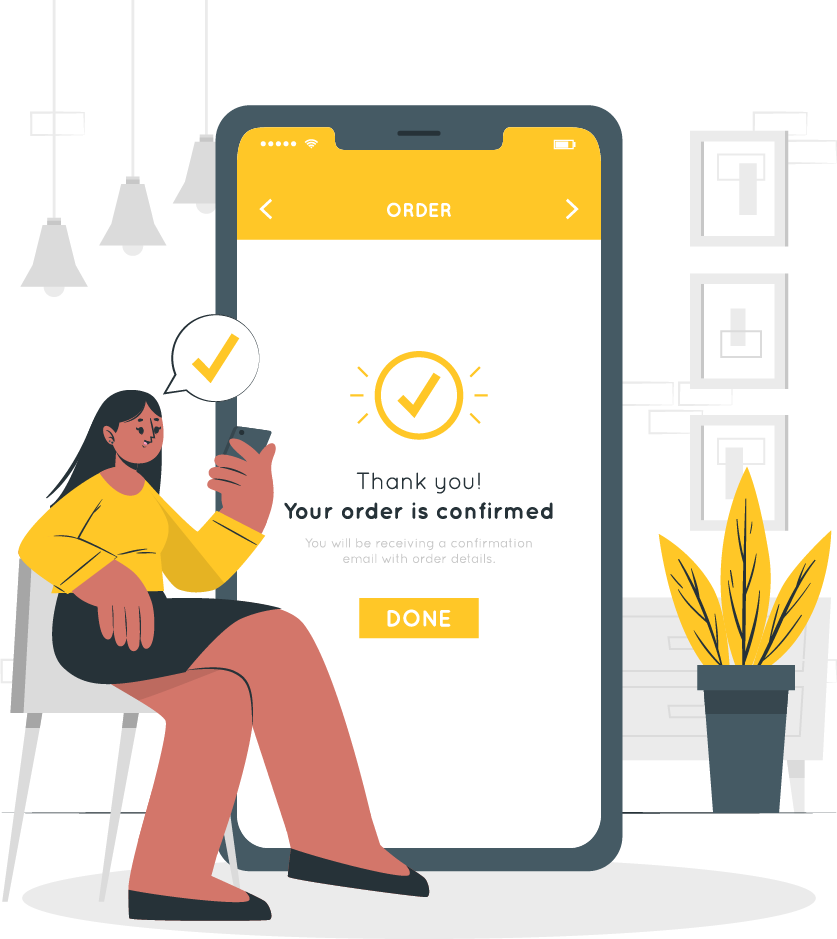 ORDER
Thank you!
Your order is confirmed
You will be receiving a confirmation
email with order details.
DONE